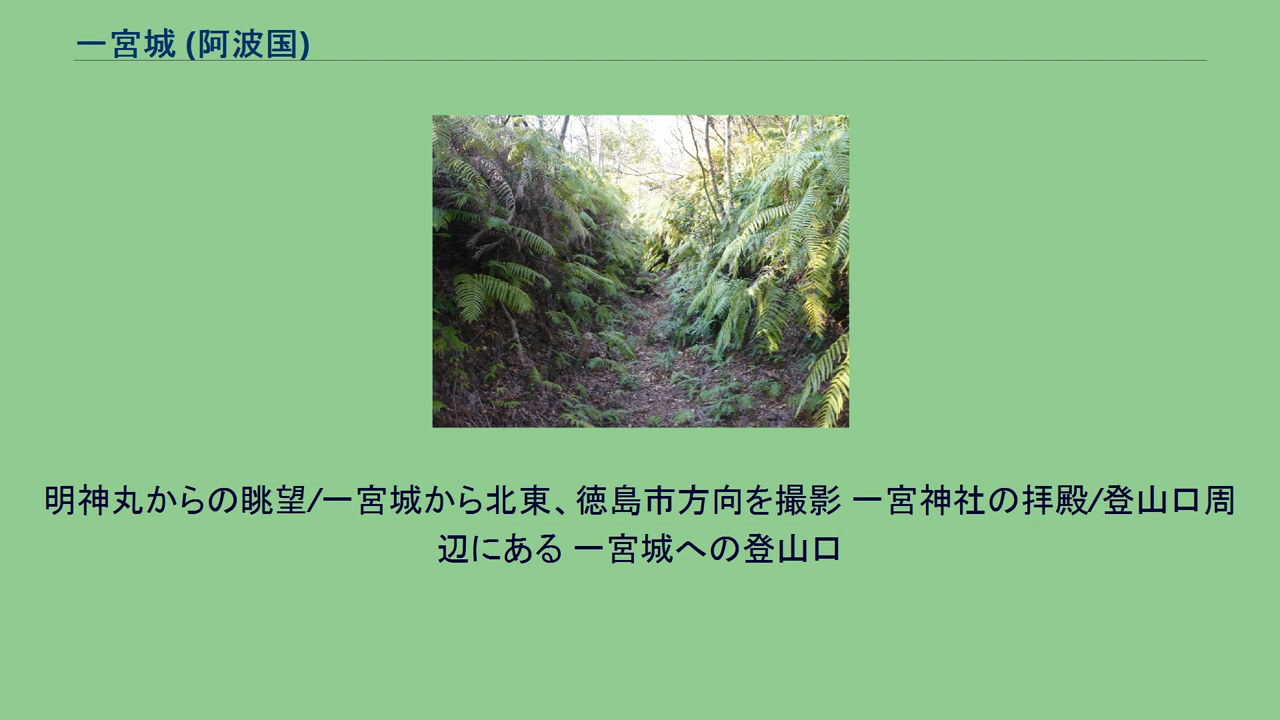 一宮城 (阿波国)
明神丸からの眺望/一宮城から北東、徳島市方向を撮影 一宮神社の拝殿/登山口周
辺にある 一宮城への登山口